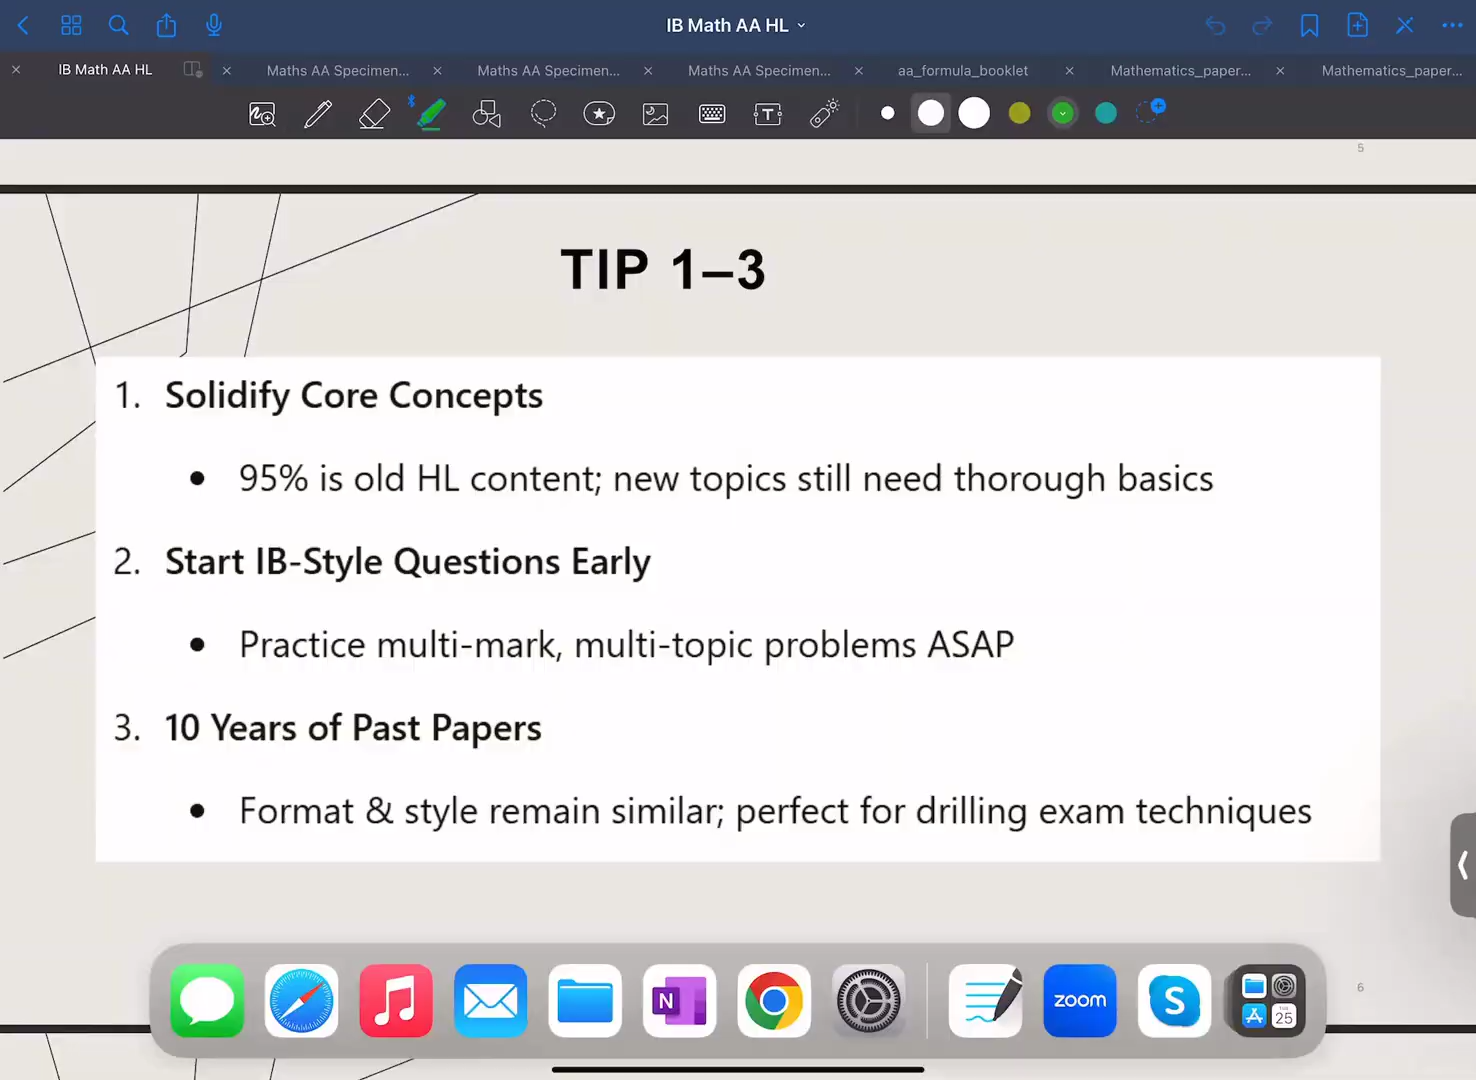 IB Math AA HL
IB Math AA HL
Maths AA Specimen...
Maths AA Specimen...
Maths AA Specimen...
aa_formula_booklet
Mathematics_paper...
Mathematics_paper...
5
TIP 1–3
1. Solidify Core Concepts
• 95% is old HL content; new topics still need thorough basics
2. Start IB-Style Questions Early
• Practice multi-mark, multi-topic problems ASAP
3. 10 Years of Past Papers
• Format & style remain similar; perfect for drilling exam techniques
6
N
zoom
S
25